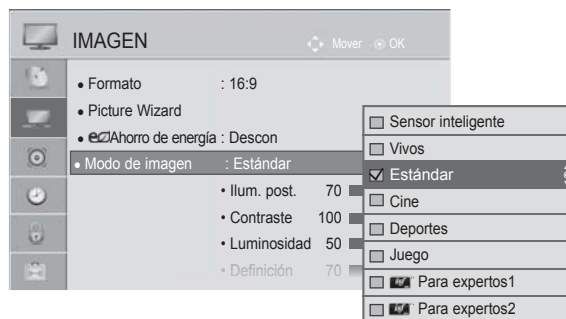 IMAGEN
Mover OK
• Formato : 16:9
• Picture Wizard
• Ahorro de energía : Descon
• Modo de imagen : Estándar
• Ilum. post. 70
• Contraste 100
• Luminosidad 50
• Definición 70
Sensor inteligente
Vivos
Estándar
Cine
Deportes
Juego
Para expertos1
Para expertos2